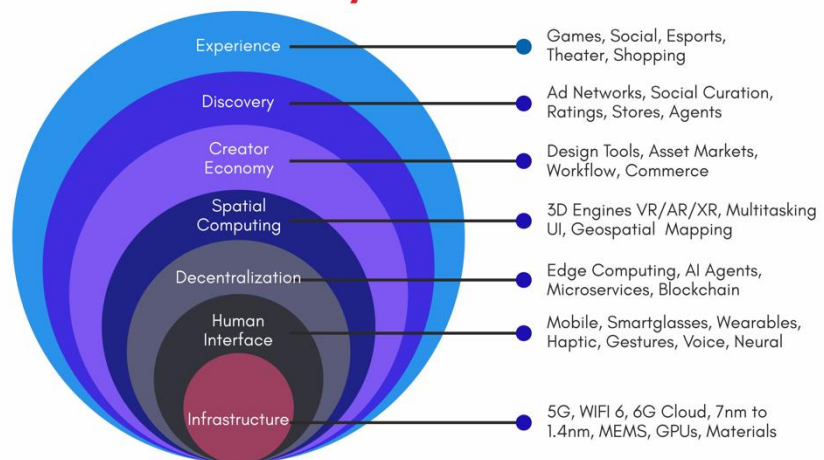 Experience
Games, Social, Esports,
Theater, Shopping
Discovery
Ad Networks, Social Curation,
Ratings, Stores, Agents
Creator
Economy
Design Tools, Asset Markets,
Workflow, Commerce
Spatial
Computing
3D Engines VR/AR/XR, Multitasking
UI, Geospatial Mapping
Decentralization
Edge Computing, AI Agents,
Microservices, Blockchain
Human
Interface
Mobile, Smartglasses, Wearables,
Haptic, Gestures, Voice, Neural
Infrastructure
5G, WIFI 6, 6G Cloud, 7nm to
1.4nm, MEMS, GPUs, Materials